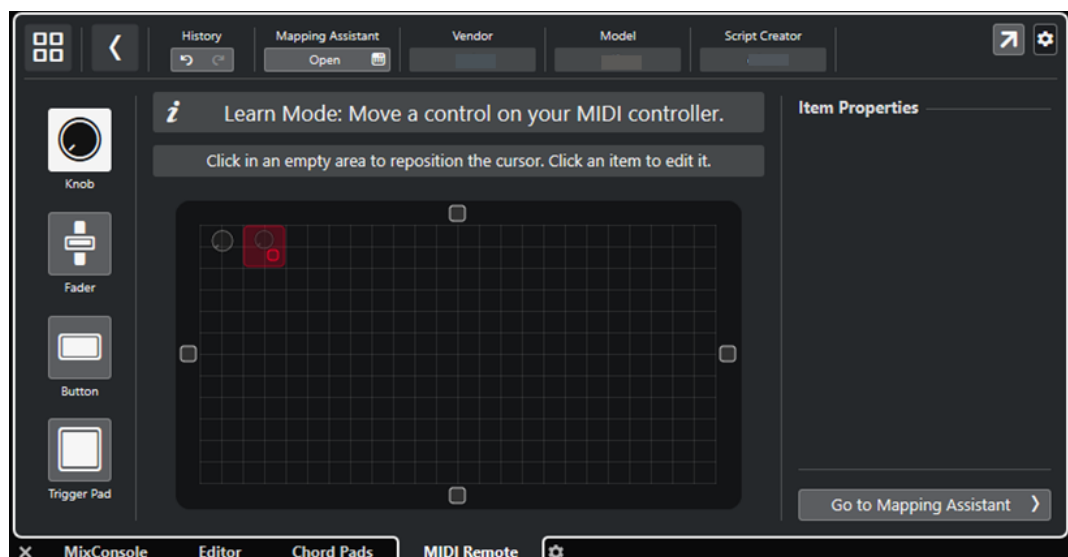 History
Mapping Assistant
Vendor
Model
Script Creator
Open
i Learn Mode: Move a control on your MIDI controller.
Click in an empty area to reposition the cursor. Click an item to edit it.
Item Properties
Knob
Fader
Button
Trigger Pad
Go to Mapping Assistant
MixConsole Editor Chord Pads MIDI Remote